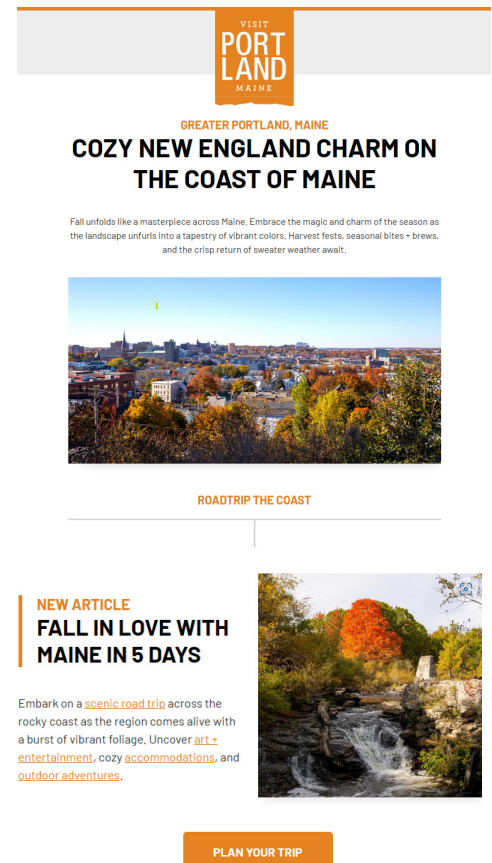 VISIT
PORT
LAND
MAINE
GREATER PORTLAND, MAINE
COZY NEW ENGLAND CHARM ON
THE COAST OF MAINE
Fall unfolds like a masterpiece across Maine. Embrace the magic and charm of the season as
the landscape unfurls into a tapestry of vibrant colors. Harvest fests, seasonal bites + brews,
and the crisp return of sweater weather await.
ROADTRIP THE COAST
NEW ARTICLE
FALL IN LOVE WITH
MAINE IN 5 DAYS
Embark on a scenic road trip across the
rocky coast as the region comes alive with
a burst of vibrant foliage. Uncover art +
entertainment, cozy accommodations, and
outdoor adventures.
PLAN YOUR TRIP